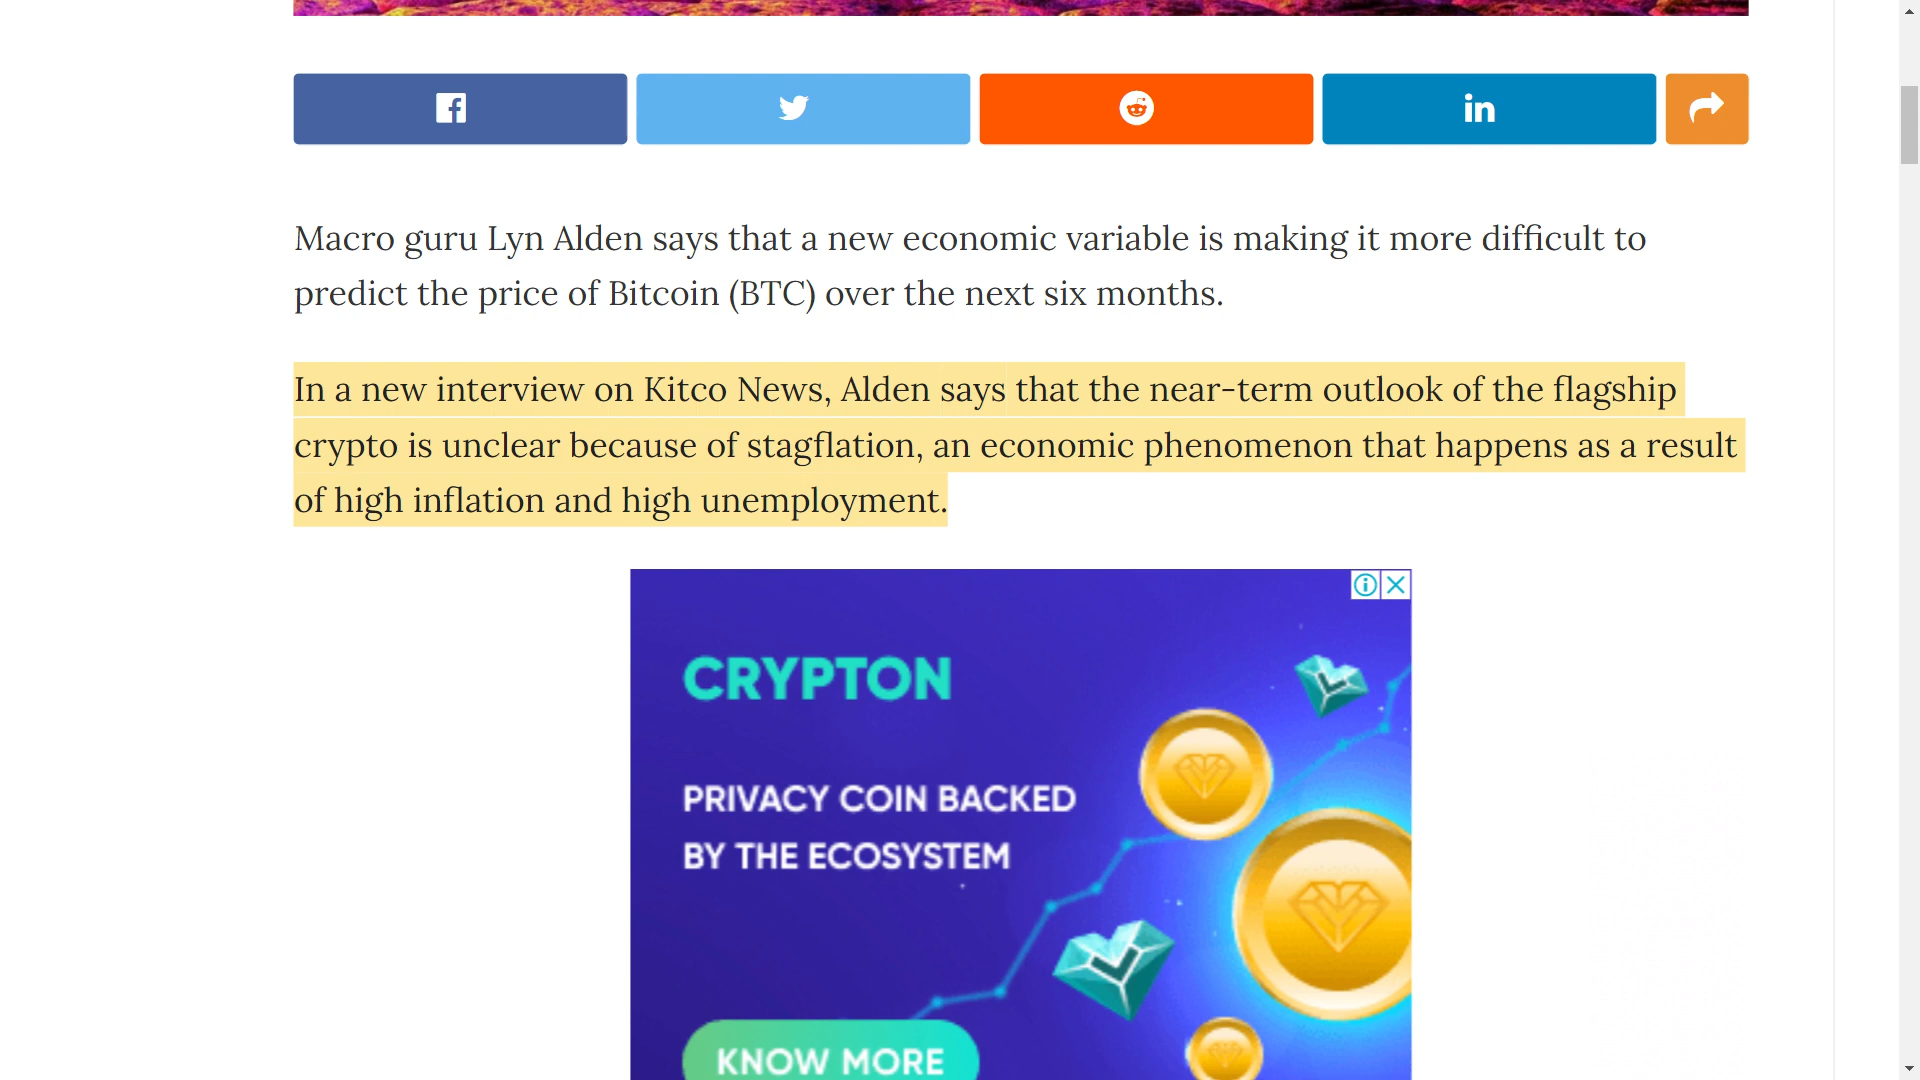 Macro guru Lyn Alden says that a new economic variable is making it more difficult to
predict the price of Bitcoin (BTC) over the next six months.
In a new interview on Kitco News, Alden says that the near-term outlook of the flagship
crypto is unclear because of stagflation, an economic phenomenon that happens as a result
of high inflation and high unemployment.
CRYPTON
PRIVACY COIN BACKED
BY THE ECOSYSTEM
KNOW MORE